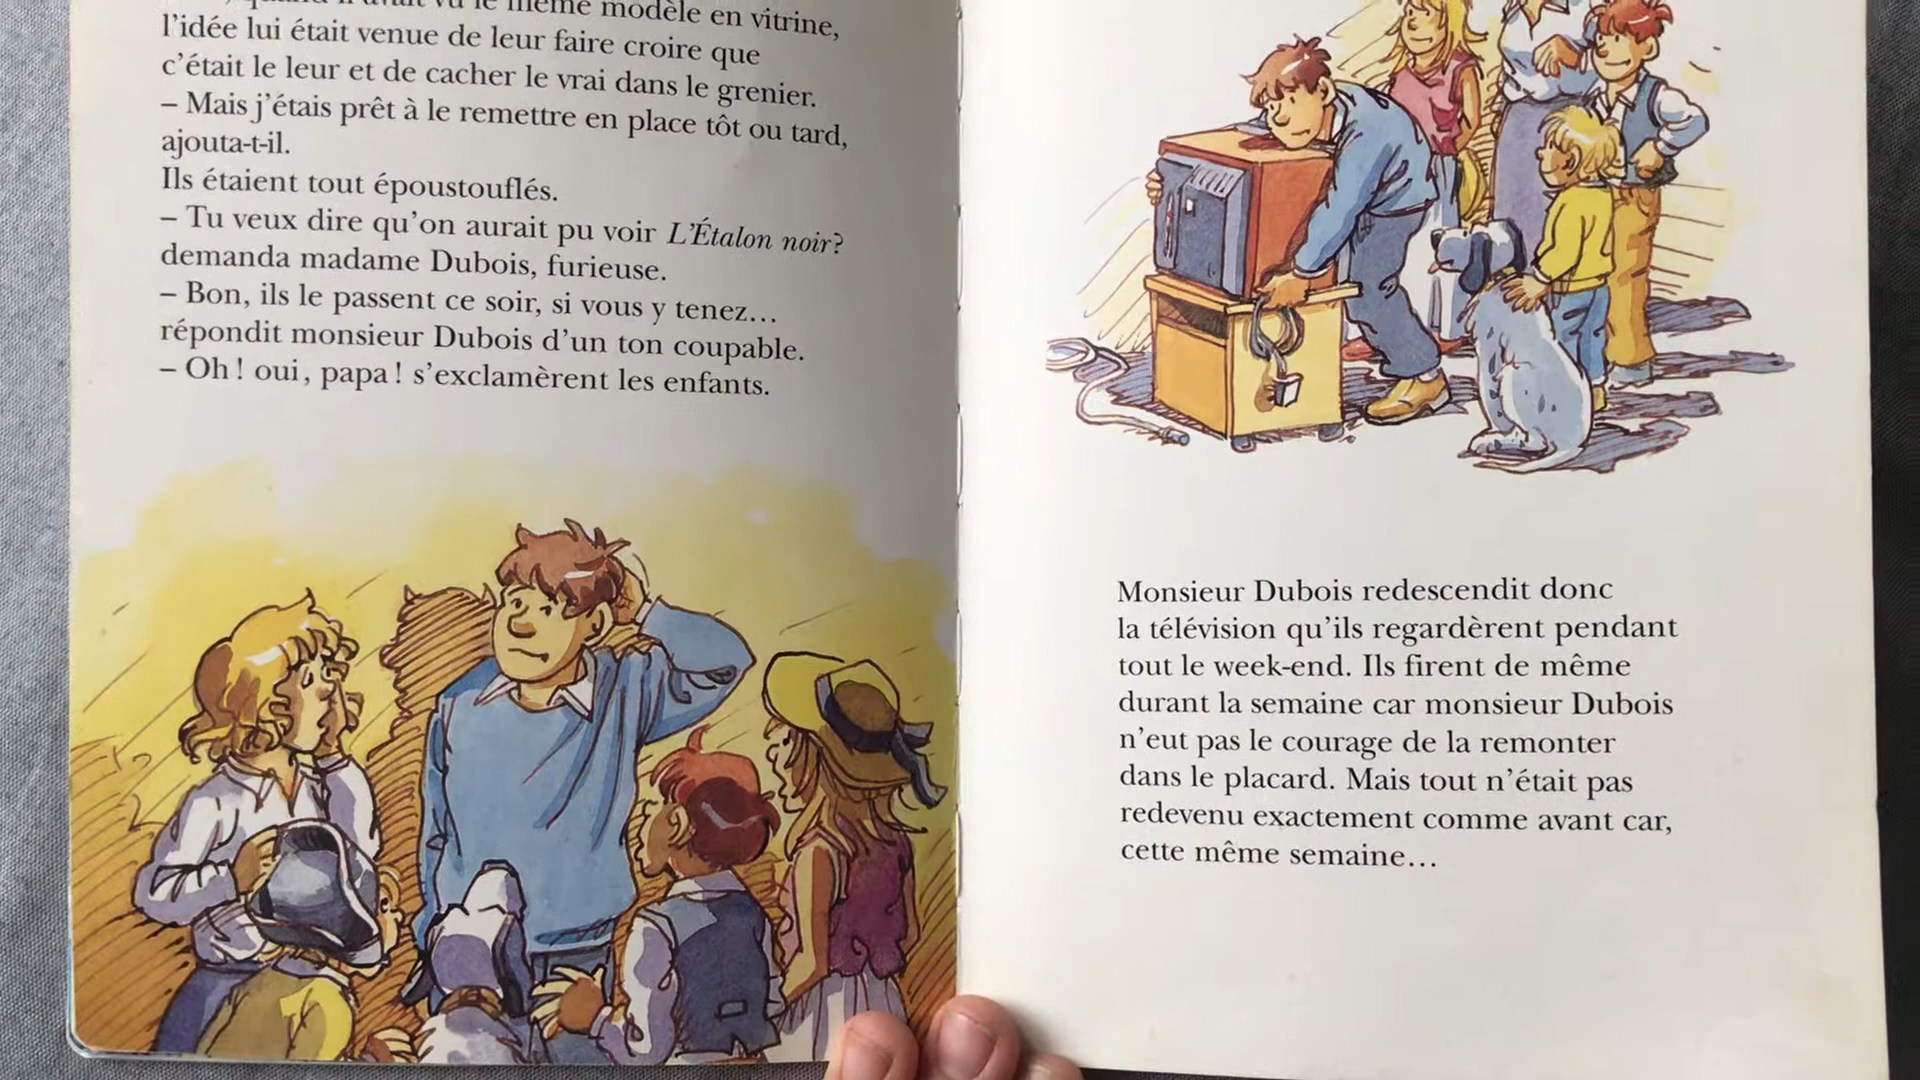 vu le même modèle en vitrine,
l'idée lui était venue de leur faire croire que
c'était le leur et de cacher le vrai dans le grenier.
– Mais j'étais prêt à le remettre en place tôt ou tard,
ajouta-t-il.
Ils étaient tout époustouflés.
– Tu veux dire qu'on aurait pu voir L'Étalon noir?
demanda madame Dubois, furieuse.
– Bon, ils le passent ce soir, si vous y tenez...
répondit monsieur Dubois d'un ton coupable.
– Oh! oui, papa! s'exclamèrent les enfants.
Monsieur Dubois redescendit donc
la télévision qu'ils regardèrent pendant
tout le week-end. Ils firent de même
durant la semaine car monsieur Dubois
n'eut pas le courage de la remonter
dans le placard. Mais tout n'était pas
redevenu exactement comme avant car,
cette même semaine...